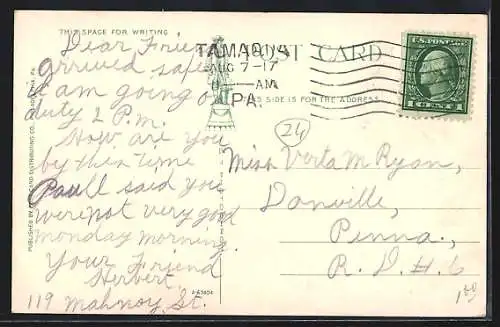 THIS SPACE FOR WRITING
Dear Friend
arrived safe
I am going on
duty 2 P.m.
How are you
by this time
Paull said you
were not very good
monday morning.
Your Friend
Herbert
119 Mahnoy St.
POST CARD
TAMAQUA
AUG 7-17
AM
PA.
THIS SIDE IS FOR THE ADDRESS
U.S. POSTAGE
1 CENT 1
24
Miss Verta M Ryan,
Danville,
Penna,
R. D. #. 6